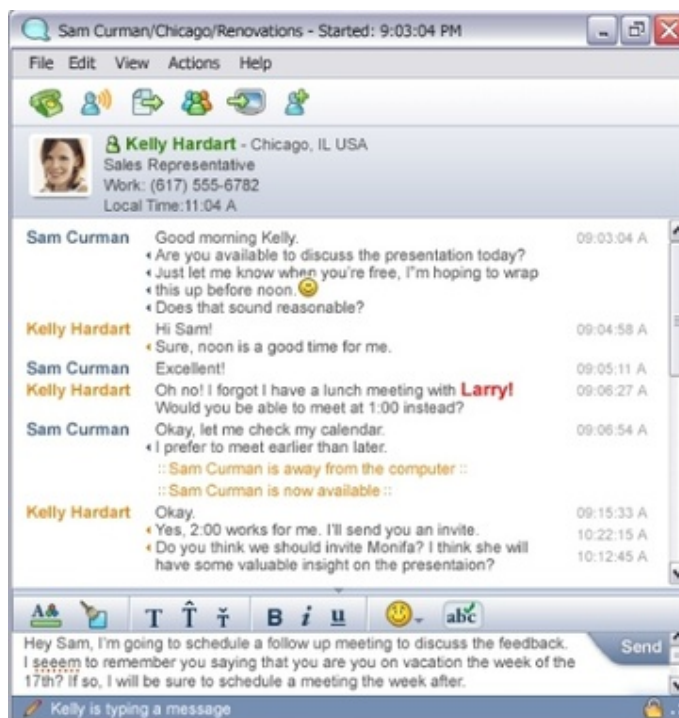 Sam Curman/Chicago/Renovations - Started: 9:03:04 PM
File Edit View Actions Help
Kelly Hardart - Chicago, IL USA
Sales Representative
Work: (617) 555-6782
Local Time:11:04 A
Sam Curman Good morning Kelly. 09:03:04 A
Are you available to discuss the presentation today?
Just let me know when you're free, I"m hoping to wrap
this up before noon.
Does that sound reasonable?
Kelly Hardart Hi Sam! 09:04:58 A
Sure, noon is a good time for me.
Sam Curman Excellent! 09:05:11 A
Kelly Hardart Oh no! I forgot I have a lunch meeting with Larry! 09:06:27 A
Would you be able to meet at 1:00 instead?
Sam Curman Okay, let me check my calendar. 09:06:54 A
I prefer to meet earlier than later.
:: Sam Curman is away from the computer ::
:: Sam Curman is now available ::
Kelly Hardart Okay. 09:15:33 A
Yes, 2:00 works for me. I'll send you an invite. 10:22:15 A
Do you think we should invite Monifa? I think she will 10:12:45 A
have some valuable insight on the presentaion?
A T T T B i u abc
Hey Sam, I'm going to schedule a follow up meeting to discuss the feedback. Send
I seeem to remember you saying that you are you on vacation the week of the
17th? If so, I will be sure to schedule a meeting the week after.
Kelly is typing a message